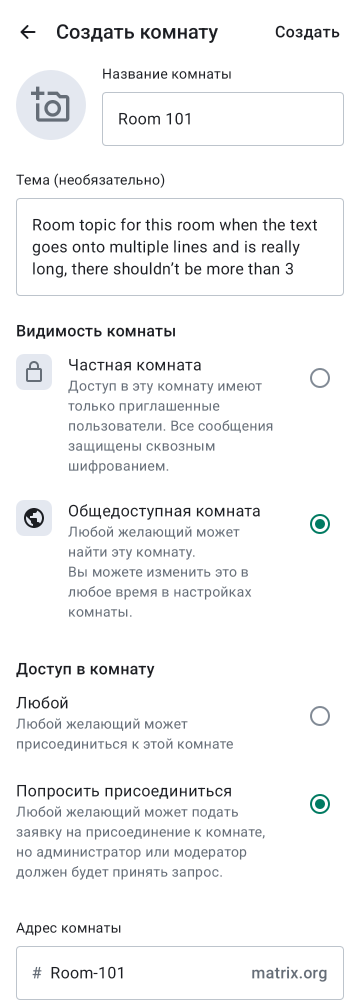 Создать комнату
Создать
Название комнаты
Room 101
Тема (необязательно)
Room topic for this room when the text
goes onto multiple lines and is really
long, there shouldn’t be more than 3
Видимость комнаты
Частная комната
Доступ в эту комнату имеют
только приглашенные
пользователи. Все сообщения
защищены сквозным
шифрованием.
Общедоступная комната
Любой желающий может
найти эту комнату.
Вы можете изменить это в
любое время в настройках
комнаты.
Доступ в комнату
Любой
Любой желающий может
присоединиться к этой комнате
Попросить присоединиться
Любой желающий может подать
заявку на присоединение к комнате,
но администратор или модератор
должен будет принять запрос.
Адрес комнаты
# Room-101 matrix.org